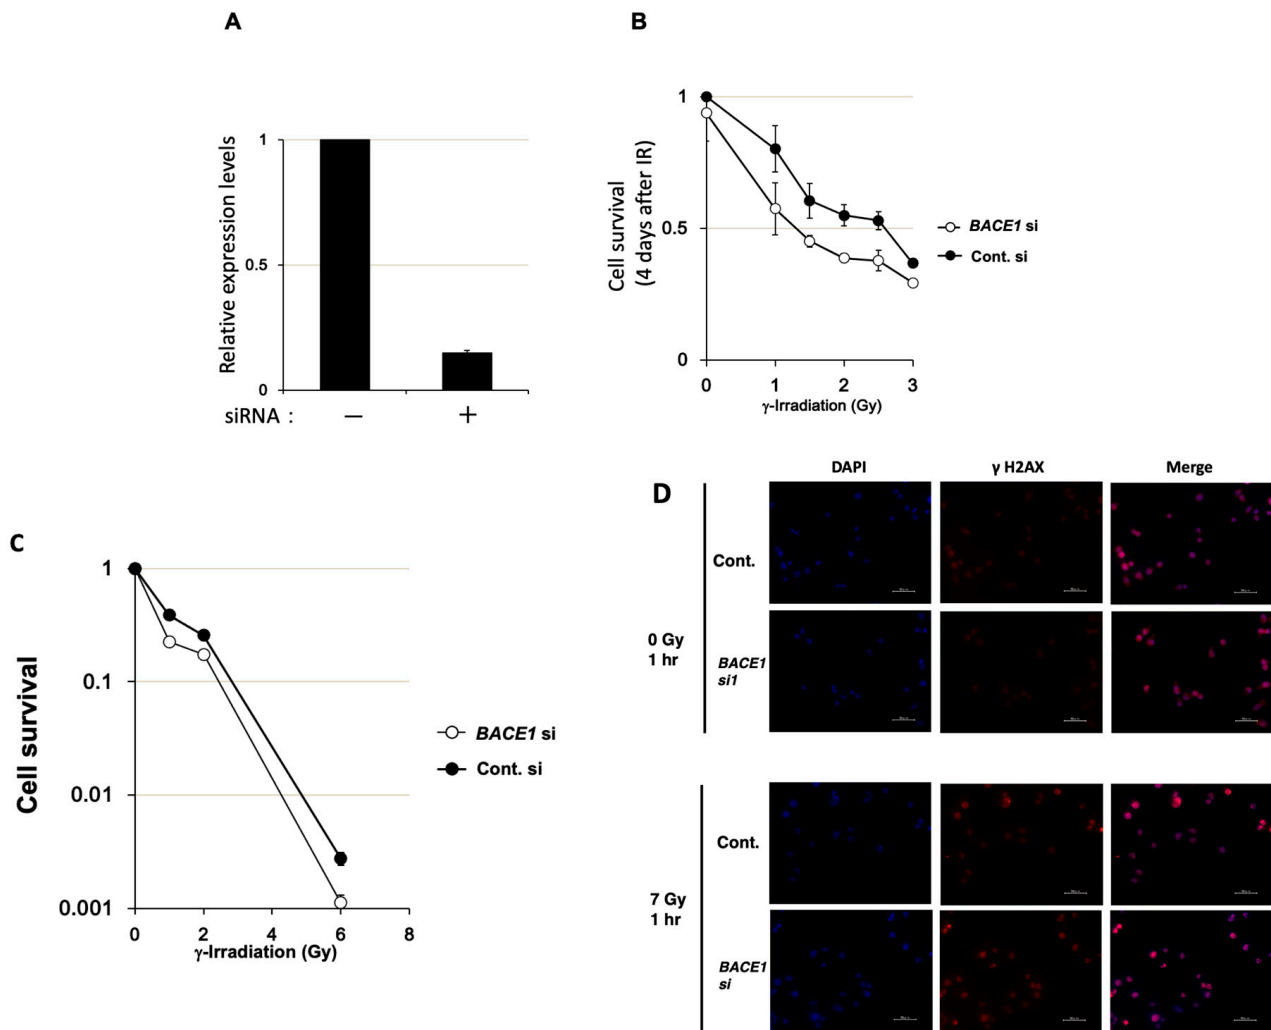 A
Relative expression levels
1
0.5
0
siRNA : — +
B
Cell survival
(4 days after IR)
1
0.5
0
0 1 2 3
γ-Irradiation (Gy)
BACE1 si
Cont. si
C
Cell survival
1
0.1
0.01
0.001
0 2 4 6 8
γ-Irradiation (Gy)
BACE1 si
Cont. si
D
DAPI γ H2AX Merge
0 Gy
1 hr
Cont.
BACE1
si1
7 Gy
1 hr
Cont.
BACE1
si